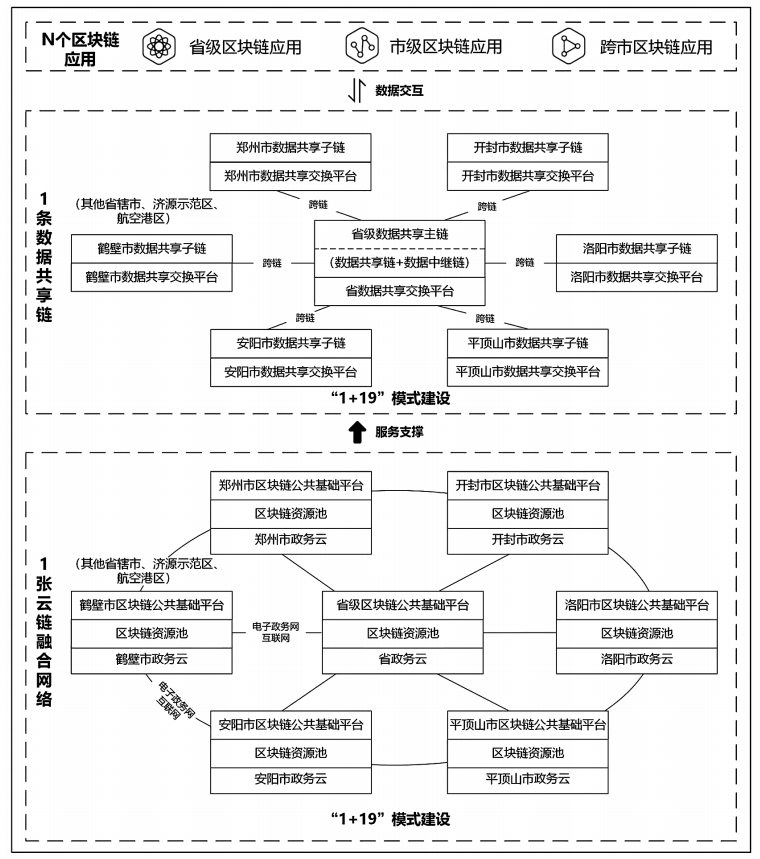 N个区块链
应用
省级区块链应用
市级区块链应用
跨市区块链应用
数据交互
1条数据共享链
郑州市数据共享子链
郑州市数据共享交换平台
开封市数据共享子链
开封市数据共享交换平台
（其他省辖市、济源示范区、
航空港区）
跨链
跨链
省级数据共享主链
（数据共享链+数据中继链）
省数据共享交换平台
鹤壁市数据共享子链
鹤壁市数据共享交换平台
跨链
跨链
洛阳市数据共享子链
洛阳市数据共享交换平台
跨链
跨链
安阳市数据共享子链
安阳市数据共享交换平台
平顶山市数据共享子链
平顶山市数据共享交换平台
“1+19”模式建设
服务支撑
1张云链融合网络
郑州市区块链公共基础平台
区块链资源池
郑州市政务云
开封市区块链公共基础平台
区块链资源池
开封市政务云
（其他省辖市、济源示范区、
航空港区）
鹤壁市区块链公共基础平台
区块链资源池
鹤壁市政务云
电子政务网
互联网
省级区块链公共基础平台
区块链资源池
省政务云
洛阳市区块链公共基础平台
区块链资源池
洛阳市政务云
电子政务网
互联网
安阳市区块链公共基础平台
区块链资源池
安阳市政务云
平顶山市区块链公共基础平台
区块链资源池
平顶山市政务云
“1+19”模式建设